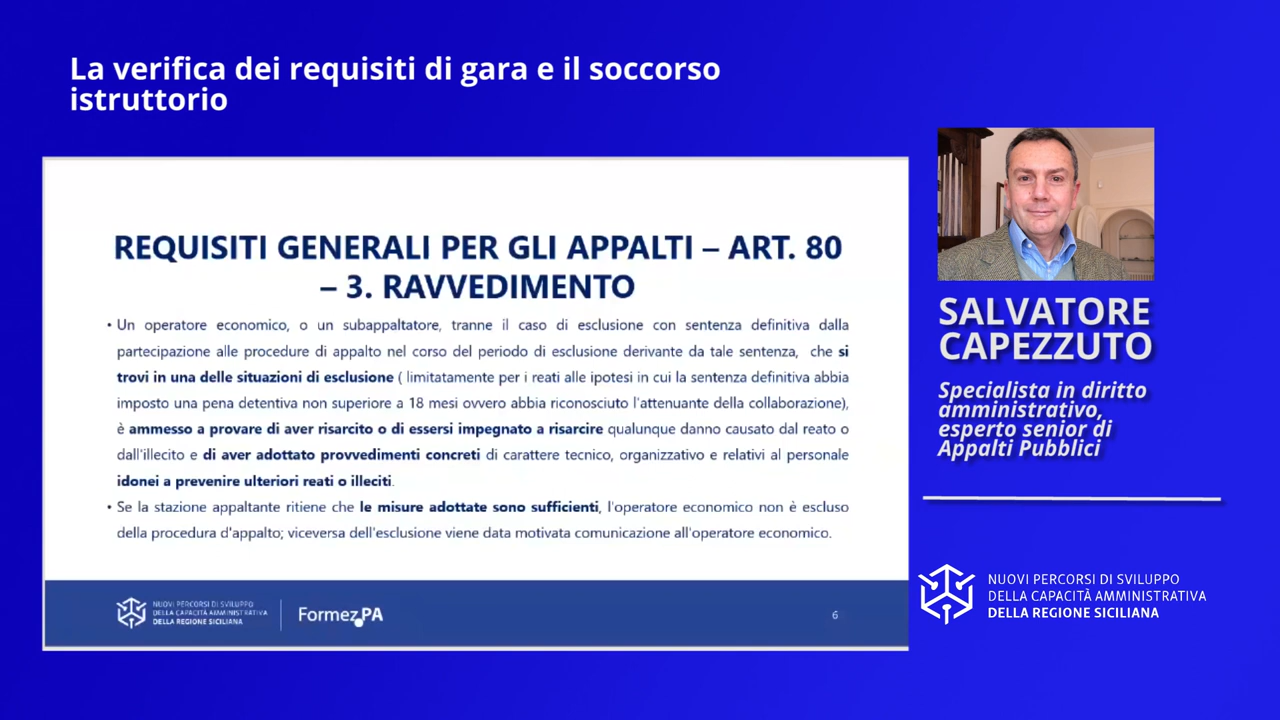 La verifica dei requisiti di gara e il soccorso
istruttorio
REQUISITI GENERALI PER GLI APPALTI – ART. 80
– 3. RAVVEDIMENTO
• Un operatore economico, o un subappaltatore, tranne il caso di esclusione con sentenza definitiva dalla
partecipazione alle procedure di appalto nel corso del periodo di esclusione derivante da tale sentenza, che si
trovi in una delle situazioni di esclusione ( limitatamente per i reati alle ipotesi in cui la sentenza definitiva abbia
imposto una pena detentiva non superiore a 18 mesi ovvero abbia riconosciuto l'attenuante della collaborazione),
è ammesso a provare di aver risarcito o di essersi impegnato a risarcire qualunque danno causato dal reato o
dall'illecito e di aver adottato provvedimenti concreti di carattere tecnico, organizzativo e relativi al personale
idonei a prevenire ulteriori reati o illeciti.
• Se la stazione appaltante ritiene che le misure adottate sono sufficienti, l'operatore economico non è escluso
della procedura d'appalto; viceversa dell'esclusione viene data motivata comunicazione all'operatore economico.
NUOVI PERCORSI DI SVILUPPO
DELLA CAPACITÀ AMMINISTRATIVA
DELLA REGIONE SICILIANA
Formez PA
6
SALVATORE
CAPEZZUTO
Specialista in diritto
amministrativo,
esperto senior di
Appalti Pubblici
NUOVI PERCORSI DI SVILUPPO
DELLA CAPACITÀ AMMINISTRATIVA
DELLA REGIONE SICILIANA